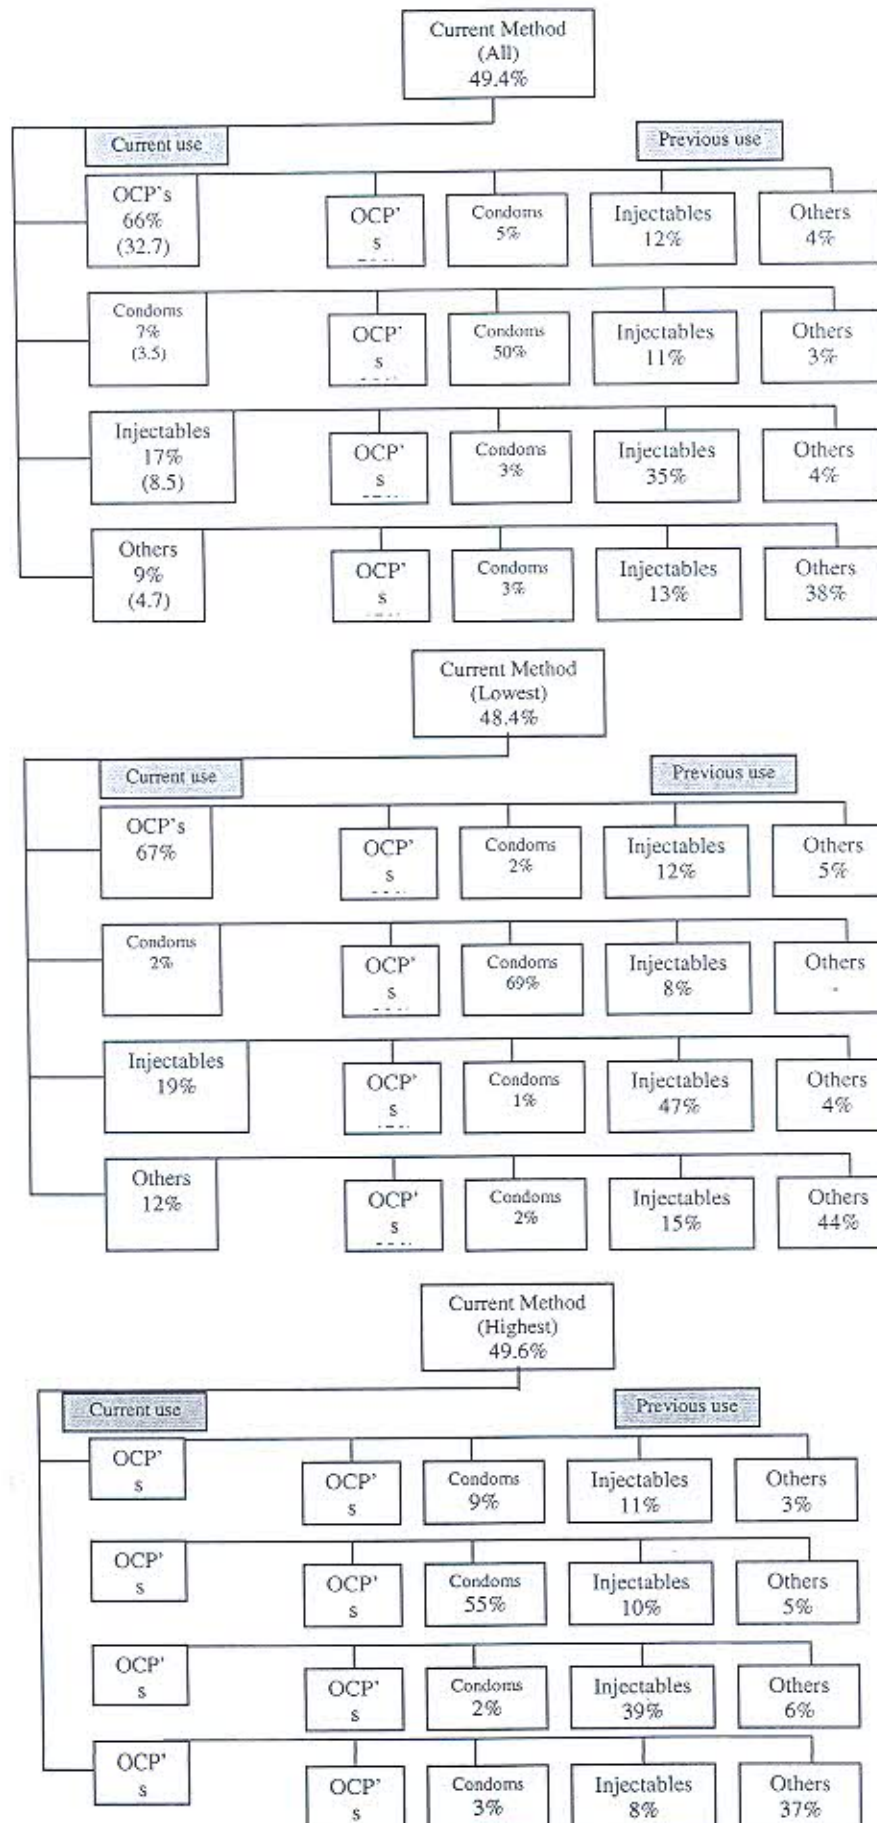 Current Method
(All)
49.4%
Current use
Previous use
OCP's
66%
(32.7)
OCP'
s
Condoms
5%
Injectables
12%
Others
4%
Condoms
7%
(3.5)
OCP'
s
Condoms
50%
Injectables
11%
Others
3%
Injectables
17%
(8.5)
OCP'
s
Condoms
3%
Injectables
35%
Others
4%
Others
9%
(4.7)
OCP'
s
Condoms
3%
Injectables
13%
Others
38%
Current Method
(Lowest)
48.4%
Current use
Previous use
OCP's
67%
OCP'
s
Condoms
2%
Injectables
12%
Others
5%
Condoms
2%
OCP'
s
Condoms
69%
Injectables
8%
Others
-
Injectables
19%
OCP'
s
Condoms
1%
Injectables
47%
Others
4%
Others
12%
OCP'
s
Condoms
2%
Injectables
15%
Others
44%
Current Method
(Highest)
49.6%
Current use
Previous use
OCP'
s
OCP'
s
Condoms
9%
Injectables
11%
Others
3%
OCP'
s
OCP'
s
Condoms
55%
Injectables
10%
Others
5%
OCP'
s
OCP'
s
Condoms
2%
Injectables
39%
Others
6%
OCP'
s
OCP'
s
Condoms
3%
Injectables
8%
Others
37%